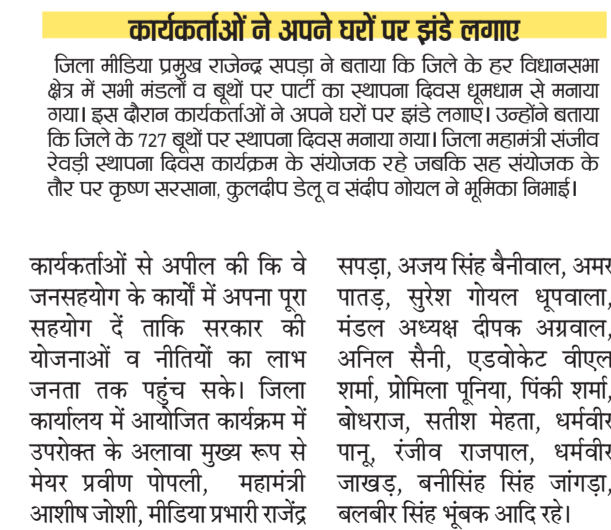 कार्यकर्ताओं ने अपने घरों पर झंडे लगाए
जिला मीडिया प्रमुख राजेन्द्र सपड़ा ने बताया कि जिले के हर विधानसभा
क्षेत्र में सभी मंडलों व बूथों पर पार्टी का स्थापना दिवस धूमधाम से मनाया
गया। इस दौरान कार्यकर्ताओं ने अपने घरों पर झंडे लगाए। उन्होंने बताया
कि जिले के 727 बूथों पर स्थापना दिवस मनाया गया। जिला महामंत्री संजीव
रेवड़ी स्थापना दिवस कार्यक्रम के संयोजक रहे जबकि सह संयोजक के
तौर पर कृष्ण सरसाना, कुलदीप डेलू व संदीप गोयल ने भूमिका निभाई।
कार्यकर्ताओं से अपील की कि वे
जनसहयोग के कार्यों में अपना पूरा
सहयोग दें ताकि सरकार की
योजनाओं व नीतियों का लाभ
जनता तक पहुंच सके। जिला
कार्यालय में आयोजित कार्यक्रम में
उपरोक्त के अलावा मुख्य रूप से
मेयर प्रवीण पोपली, महामंत्री
आशीष जोशी, मीडिया प्रभारी राजेंद्र
सपड़ा, अजय सिंह बैनीवाल, अमर
पातड़, सुरेश गोयल धूपवाला,
मंडल अध्यक्ष दीपक अग्रवाल,
अनिल सैनी, एडवोकेट वीएल
शर्मा, प्रोमिला पूनिया, पिंकी शर्मा,
बोधराज, सतीश मेहता, धर्मवीर
पानू, रंजीव राजपाल, धर्मवीर
जाखड़, बनीसिंह सिंह जांगड़ा,
बलबीर सिंह भूंबक आदि रहे।